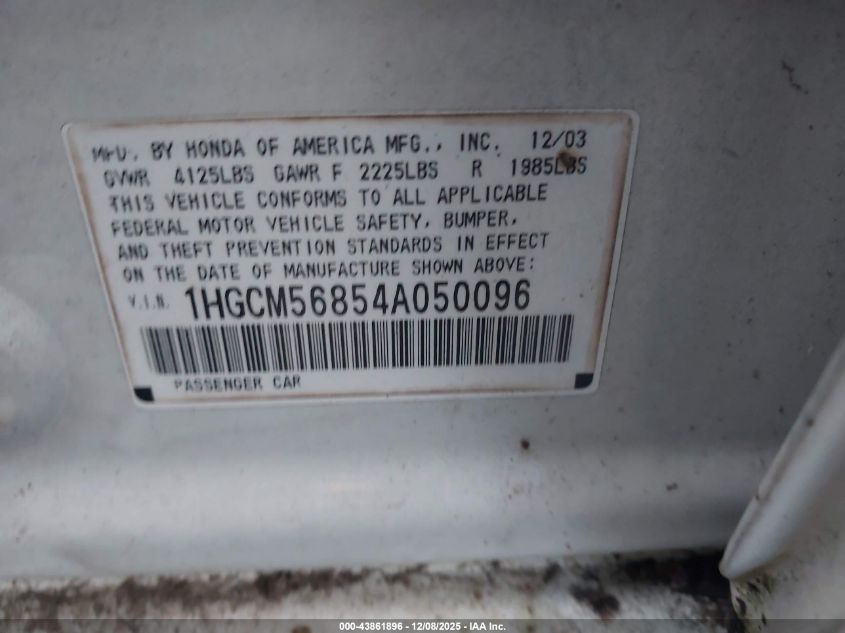 MFD. BY HONDA OF AMERICA MFG., INC. 12/03
GVWR 4125LBS GAWR F 2225LBS R 1985LBS
THIS VEHICLE CONFORMS TO ALL APPLICABLE
FEDERAL MOTOR VEHICLE SAFETY, BUMPER,
AND THEFT PREVENTION STANDARDS IN EFFECT
ON THE DATE OF MANUFACTURE SHOWN ABOVE:
V.I.N. 1HGCM56854A050096
PASSENGER CAR
000-43861896 - 12/08/2025 - IAA Inc.